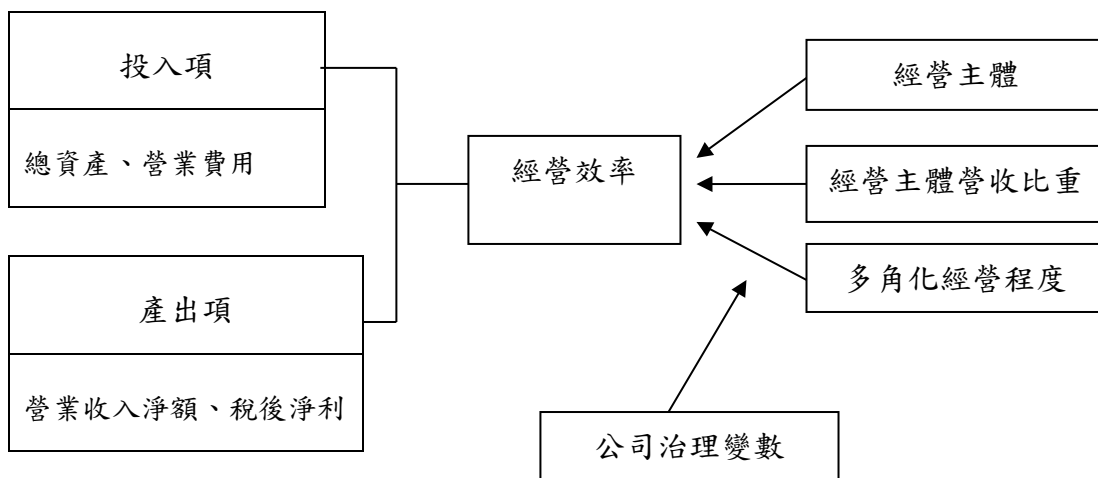 投入項
總資產、營業費用
產出項
營業收入淨額、稅後淨利
經營效率
經營主體
經營主體營收比重
多角化經營程度
公司治理變數